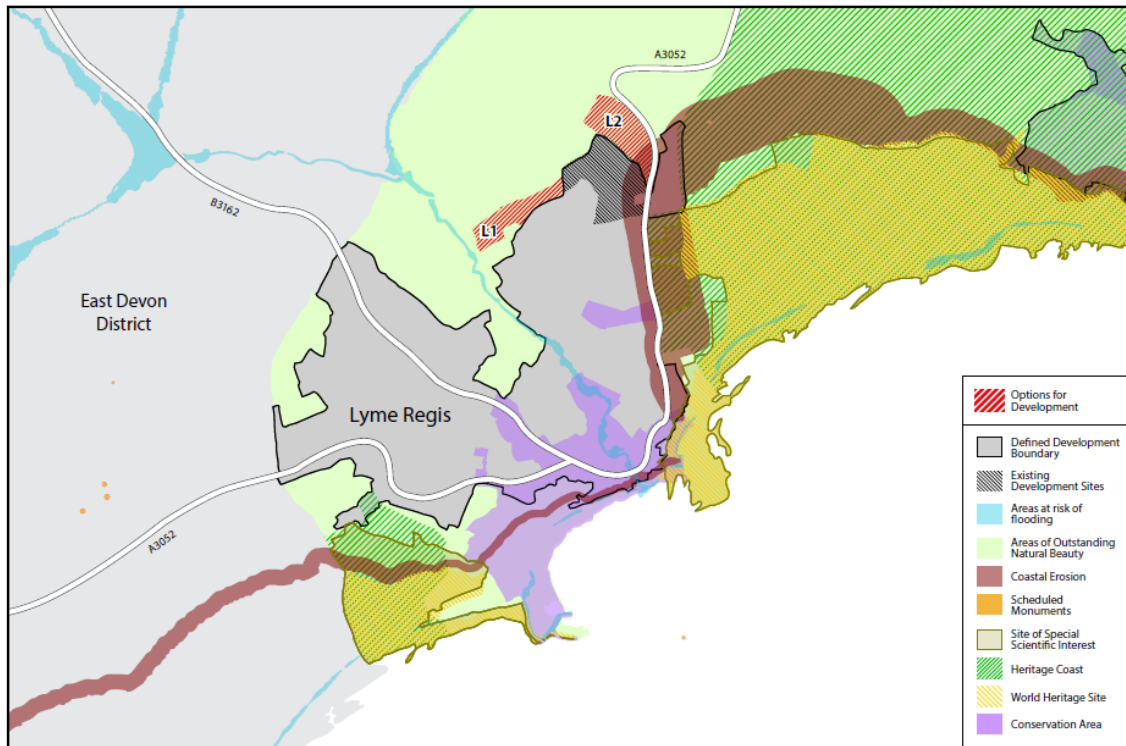 A3052
L2
B3162
L1
East Devon
District
Lyme Regis
A3052
Options for
Development
Defined Development
Boundary
Existing
Development Sites
Areas at risk of
flooding
Areas of Outstanding
Natural Beauty
Coastal Erosion
Scheduled
Monuments
Site of Special
Scientific Interest
Heritage Coast
World Heritage Site
Conservation Area